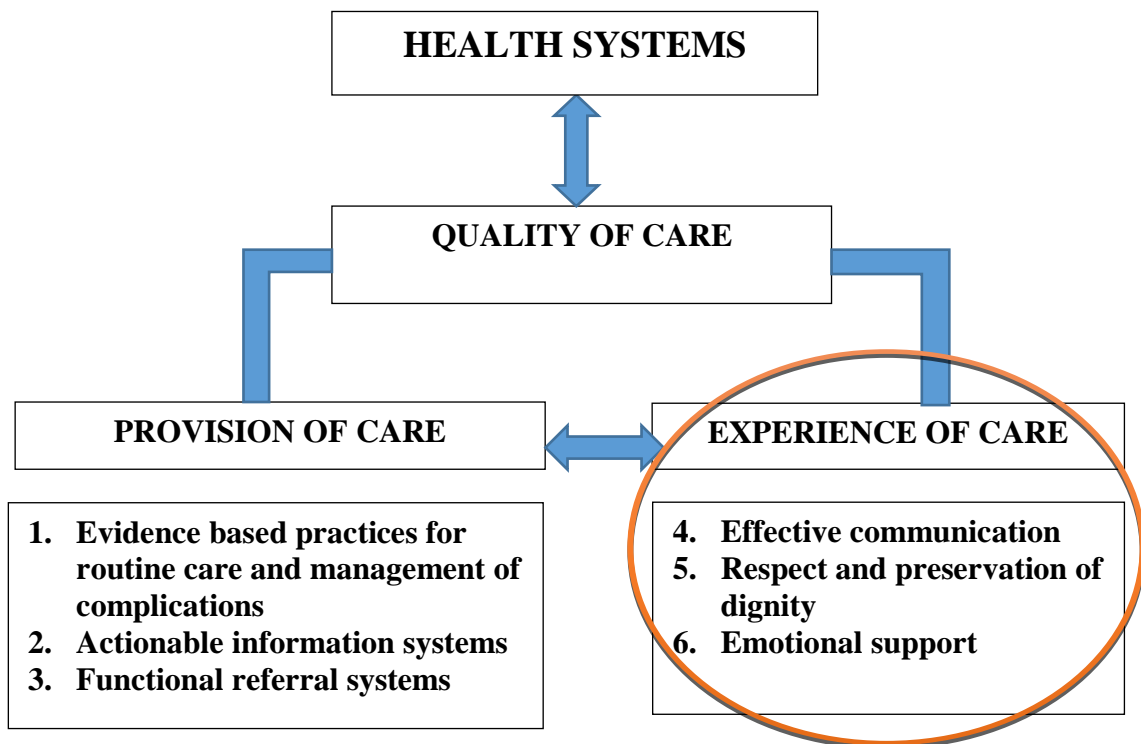 HEALTH SYSTEMS
QUALITY OF CARE
PROVISION OF CARE
EXPERIENCE OF CARE
1. Evidence based practices for
routine care and management of
complications
2. Actionable information systems
3. Functional referral systems
4. Effective communication
5. Respect and preservation of
dignity
6. Emotional support